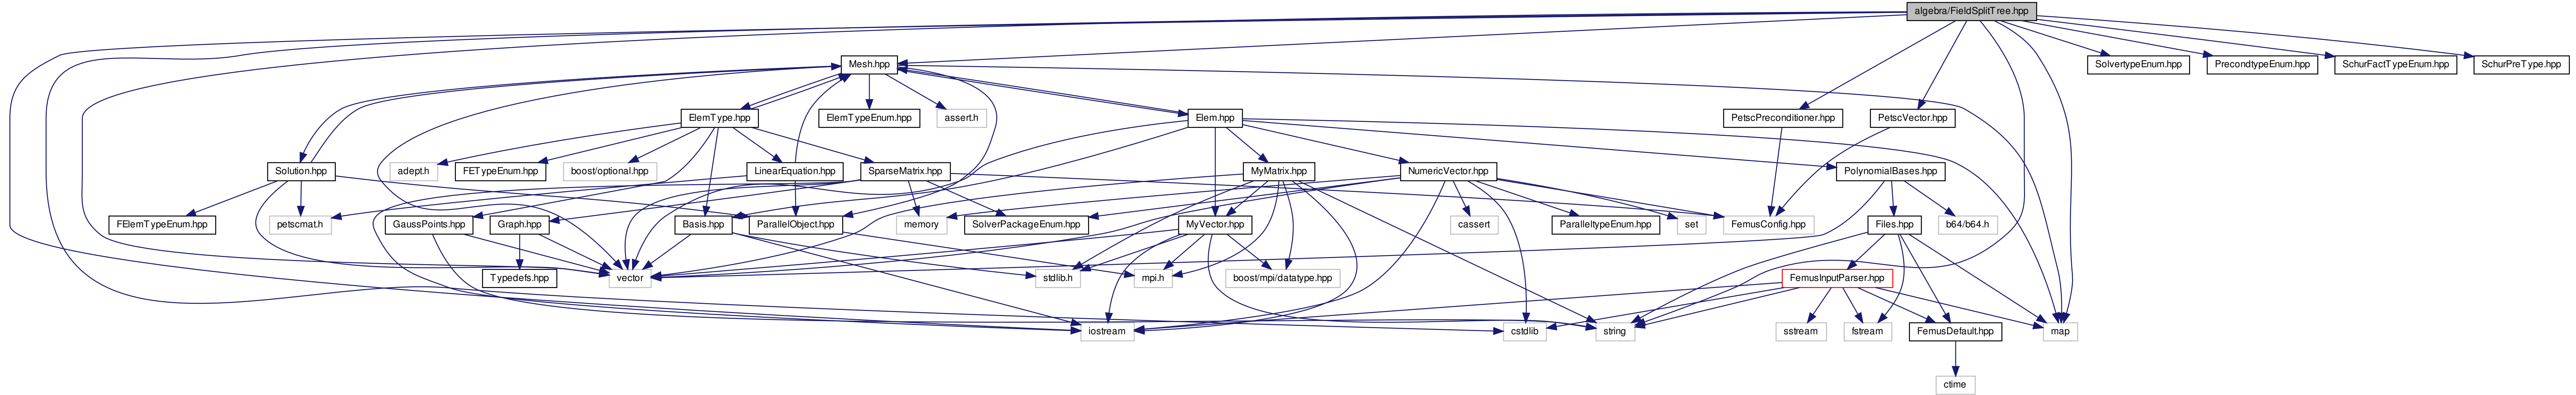 algebra/FieldSplitTree.hpp
Mesh.hpp
SolvertypeEnum.hpp
PrecondtypeEnum.hpp
SchurFactTypeEnum.hpp
SchurPreType.hpp
ElemType.hpp
ElemTypeEnum.hpp
assert.h
Elem.hpp
PetscPreconditioner.hpp
PetscVector.hpp
Solution.hpp
adept.h
FETypeEnum.hpp
boost/optional.hpp
LinearEquation.hpp
SparseMatrix.hpp
MyMatrix.hpp
NumericVector.hpp
PolynomialBases.hpp
FElemTypeEnum.hpp
petscmat.h
GaussPoints.hpp
Graph.hpp
Basis.hpp
ParallelObject.hpp
memory
SolverPackageEnum.hpp
MyVector.hpp
cassert
ParalleltypeEnum.hpp
set
FemusConfig.hpp
Files.hpp
b64/b64.h
Typedefs.hpp
vector
stdlib.h
mpi.h
boost/mpi/datatype.hpp
FemusInputParser.hpp
iostream
cstdlib
string
sstream
fstream
FemusDefault.hpp
map
ctime